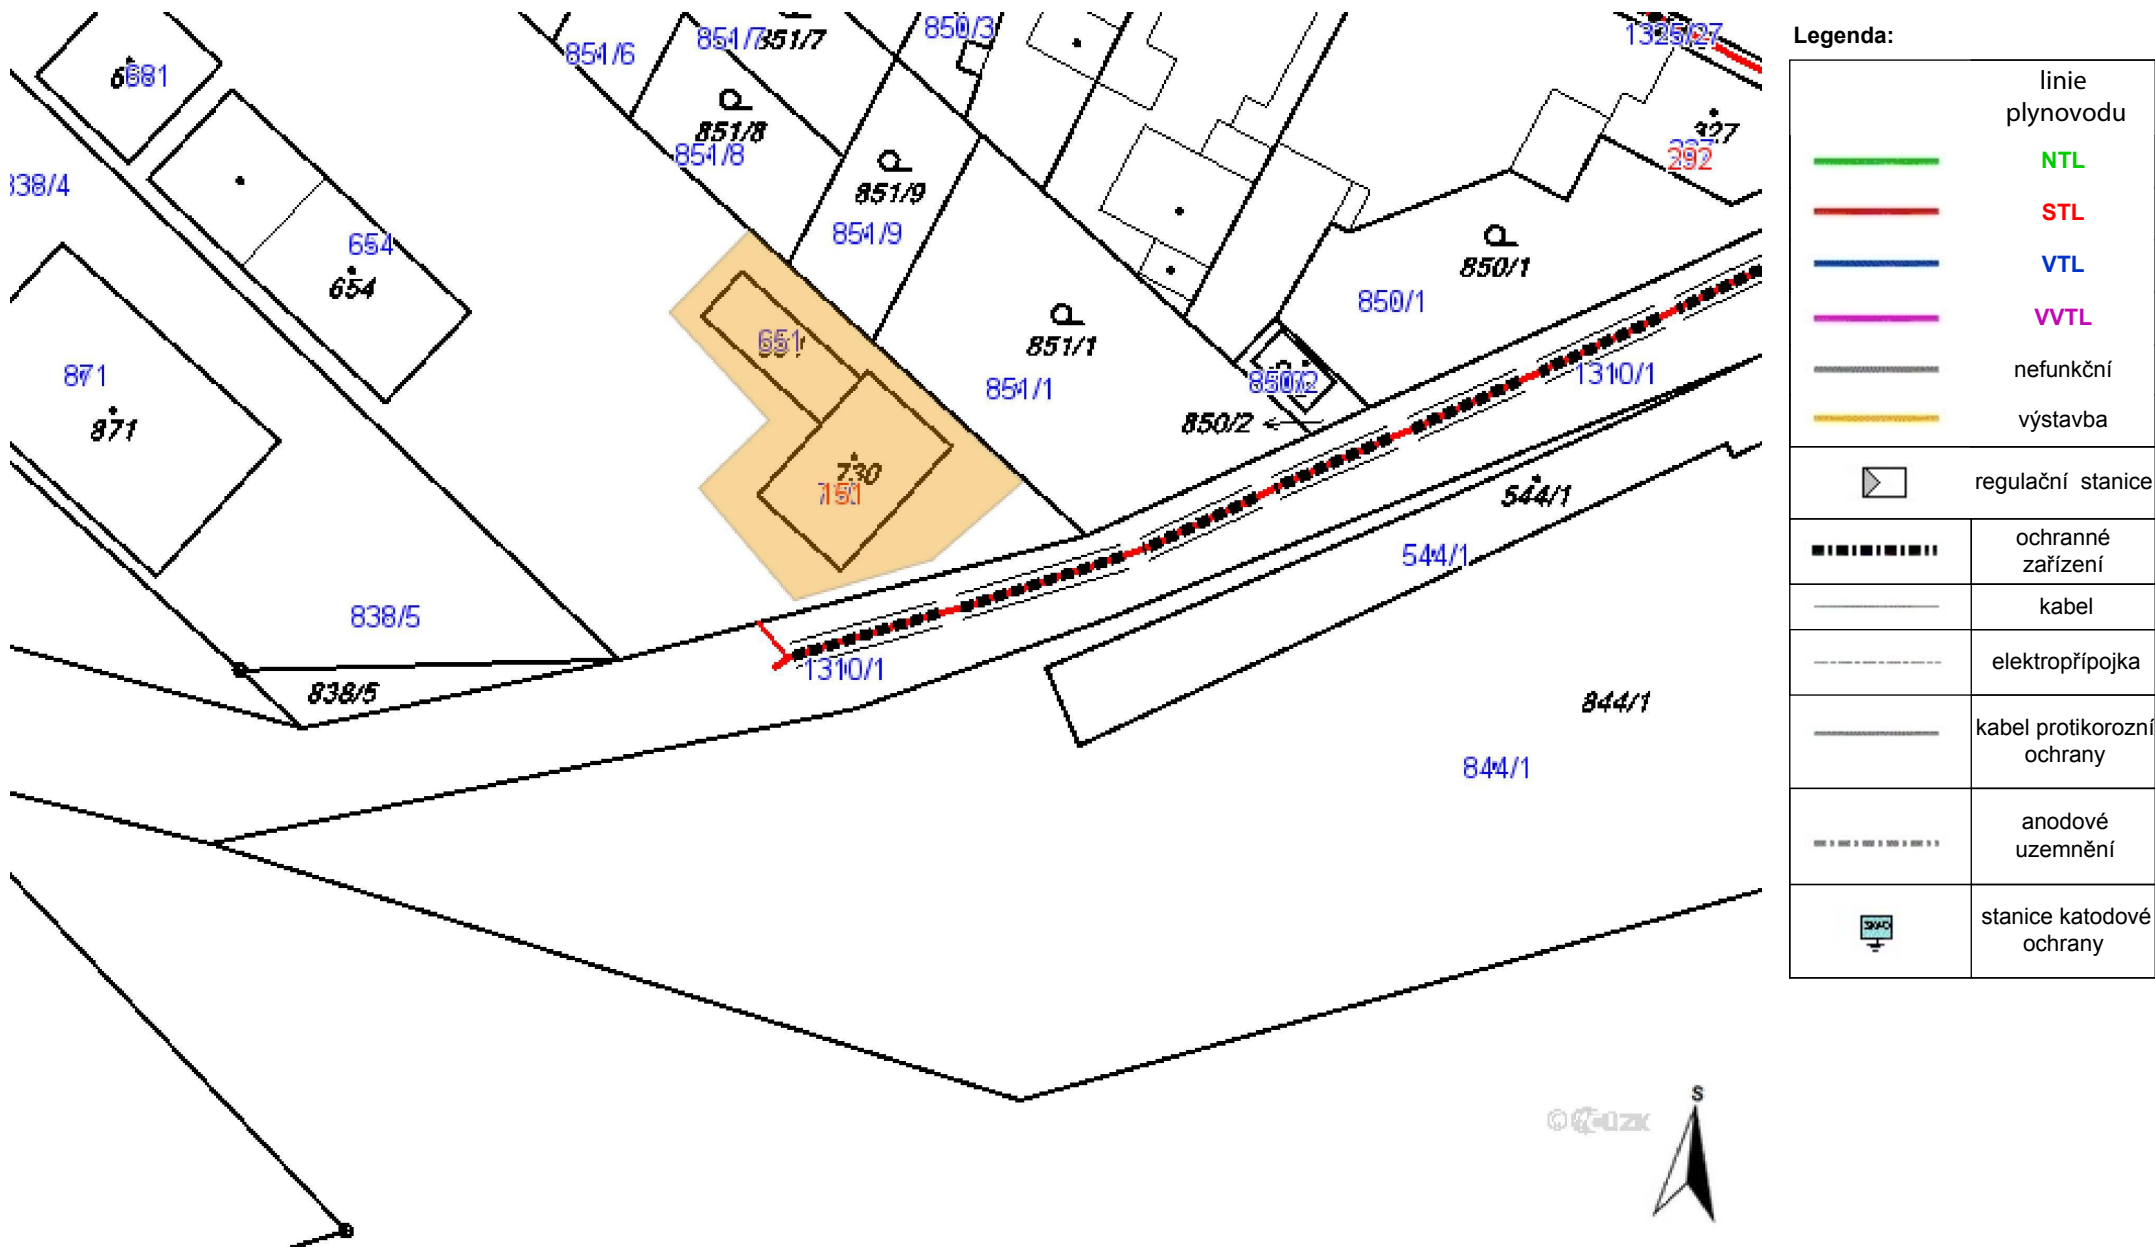 851/6
851/7
851/7
850/3
1325/27
681
851/8
851/8
327
292
838/4
851/9
851/9
654
654
850/1
850/1
651
851/1
851/1
871
871
850/2
850/2
1310/1
730
151
544/1
544/1
838/5
838/5
1310/1
844/1
844/1
S
Legenda:
linie
plynovodu
NTL
STL
VTL
VVTL
nefunkční
výstavba
regulační stanice
ochranné
zařízení
kabel
elektropřípojka
kabel protikorozní
ochrany
anodové
uzemnění
stanice katodové
ochrany